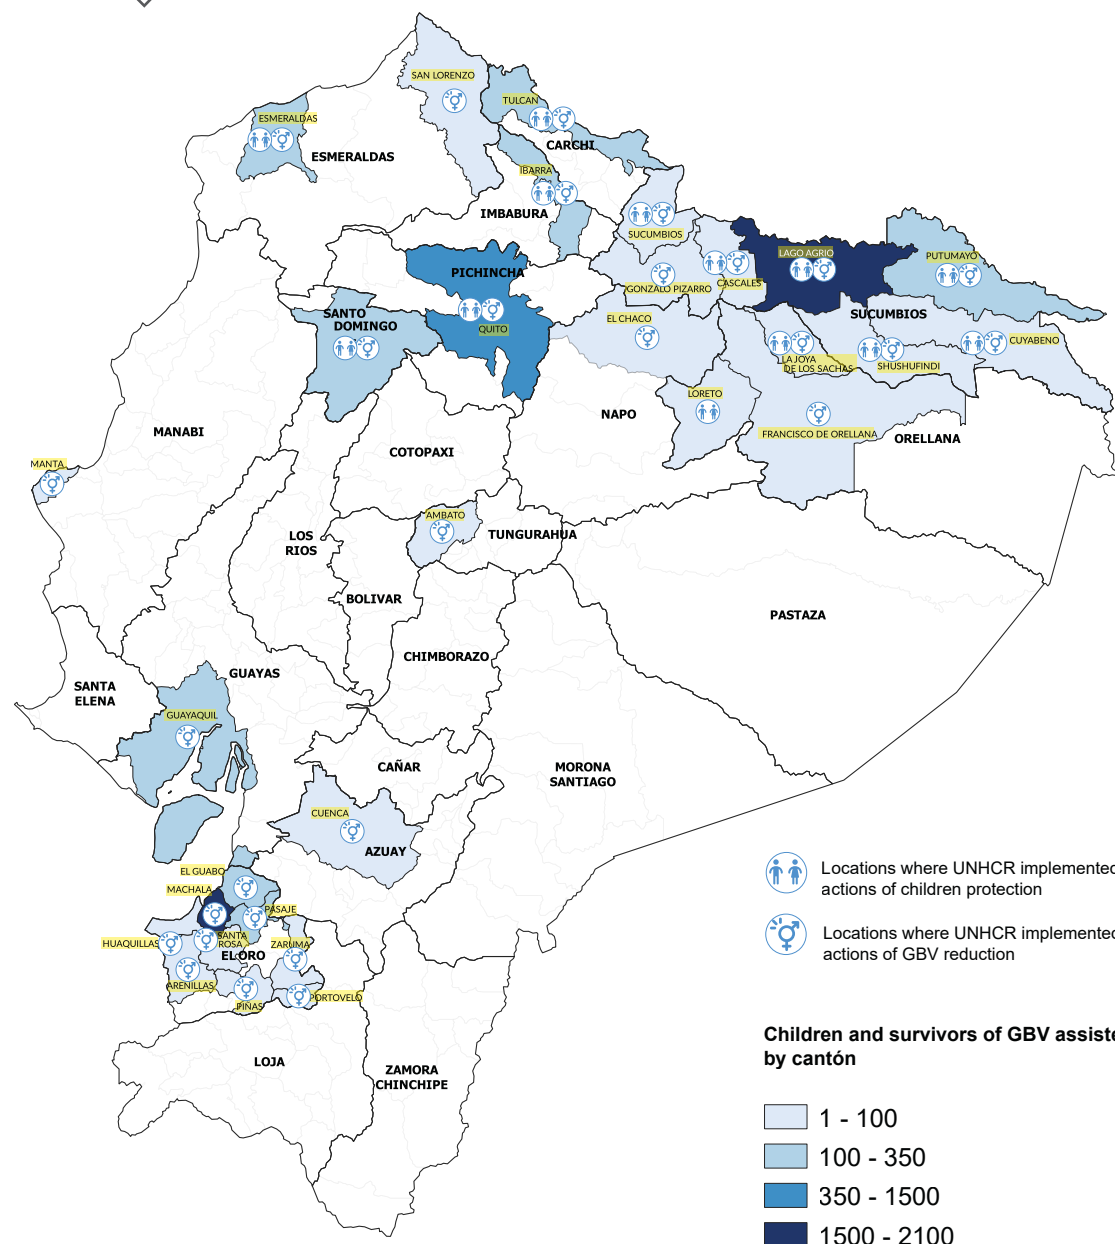 SAN LORENZO
TULCAN
ESMERALDAS
CARCHI
ESMERALDAS
IBARRA
IMBABURA
SUCUMBIOS
LAGO AGRIO
PUTUMAYO
PICHINCHA
GONZALO PIZARRO
CASCALES
SANTO
DOMINGO
QUITO
EL CHACO
SUCUMBIOS
CUYABENO
LA JOYA
DE LOS SACHAS
SHUSHUFINDI
LORETO
NAPO
MANABI
FRANCISCO DE ORELLANA
ORELLANA
COTOPAXI
MANTA
AMBATO
LOS
RIOS
TUNGURAHUA
BOLIVAR
PASTAZA
CHIMBORAZO
GUAYAS
SANTA
ELENA
GUAYAQUIL
CAÑAR
MORONA
SANTIAGO
CUENCA
AZUAY
EL GUABO
MACHALA
PASAJE
HUAQUILLAS
SANTA
ROSA
ZARUMA
EL ORO
ARENILLAS
PIÑAS
PORTOVELO
LOJA
ZAMORA
CHINCHIPE
Locations where UNHCR implemented
actions of children protection
Locations where UNHCR implemented
actions of GBV reduction
Children and survivors of GBV assiste
by cantón
1 - 100
100 - 350
350 - 1500
1500 - 2100